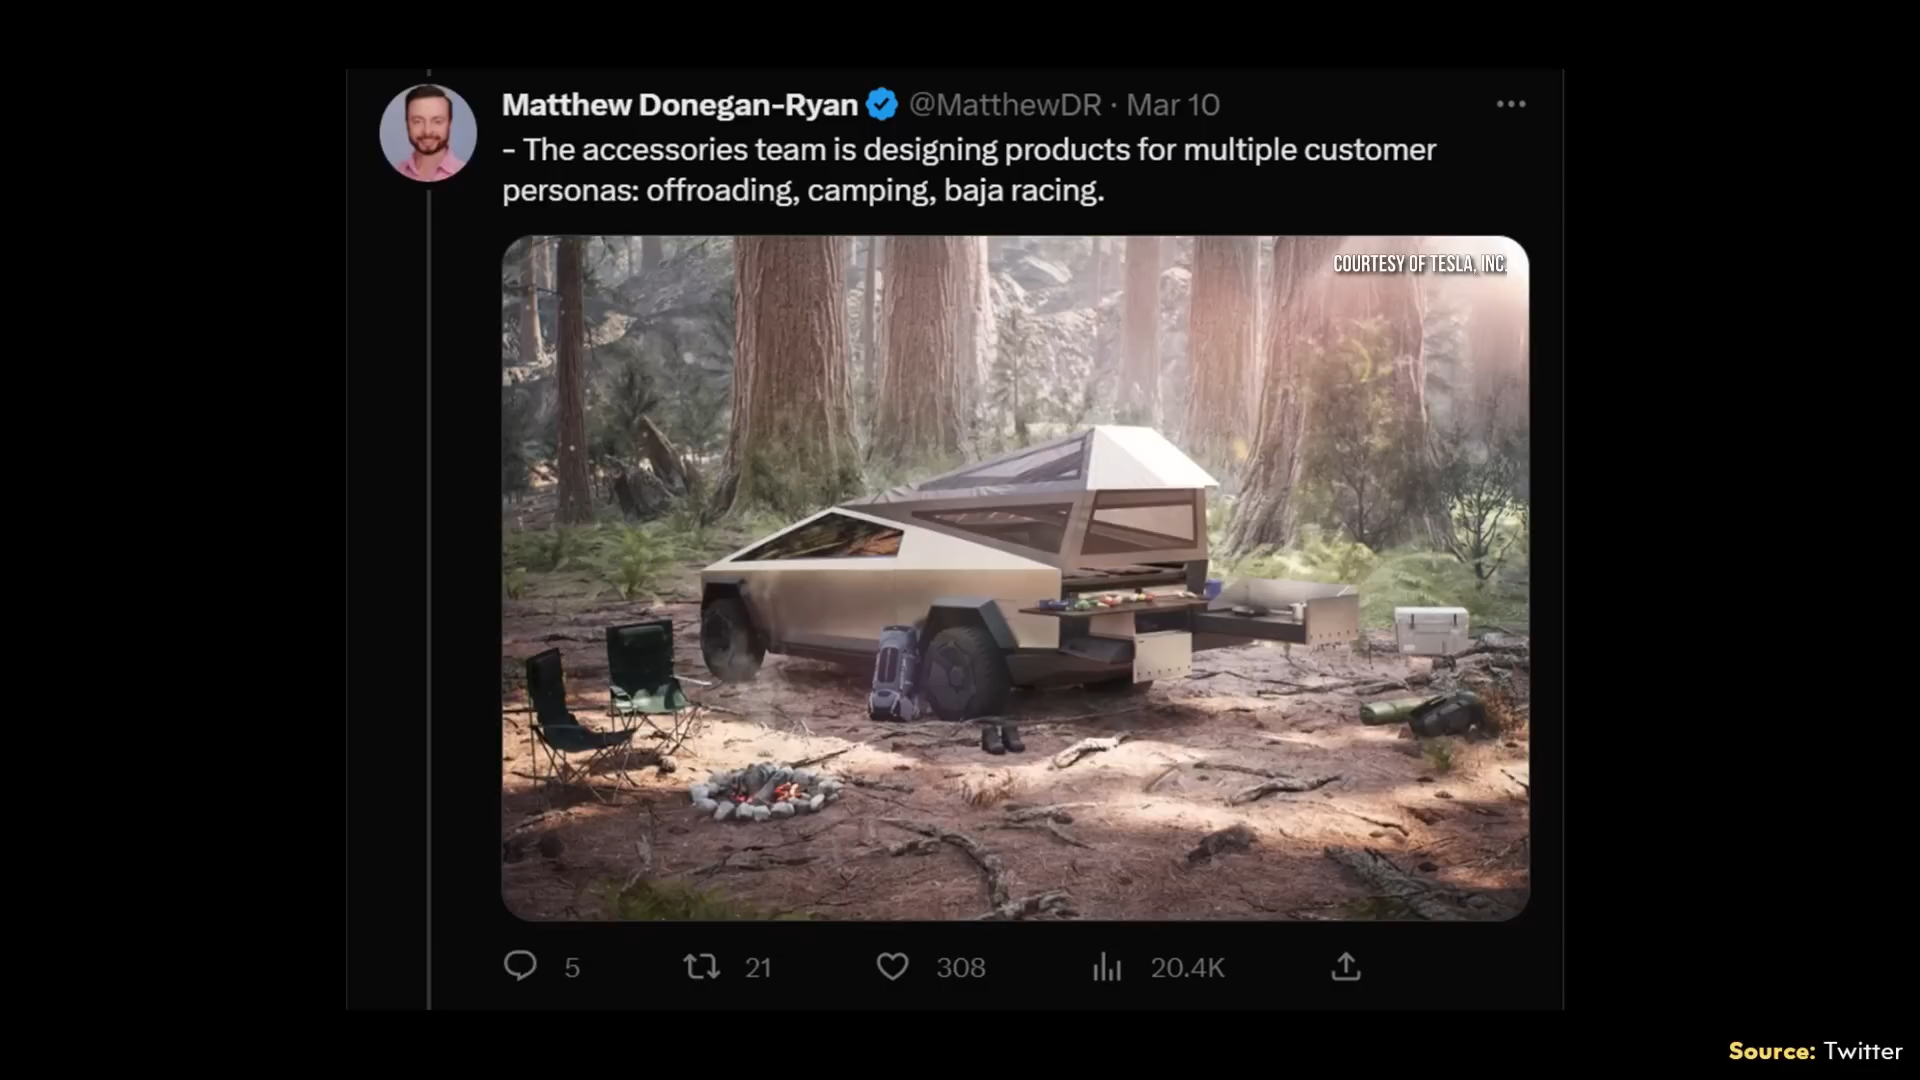 Matthew Donegan-Ryan @MatthewDR · Mar 10
- The accessories team is designing products for multiple customer
personas: offroading, camping, baja racing.
COURTESY OF TESLA, INC.
5 21 308 20.4K
Source: Twitter